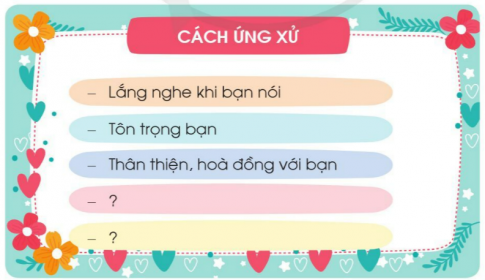 CÁCH ỨNG XỬ
– Lắng nghe khi bạn nói
– Tôn trọng bạn
– Thân thiện, hoà đồng với bạn
– ?
– ?